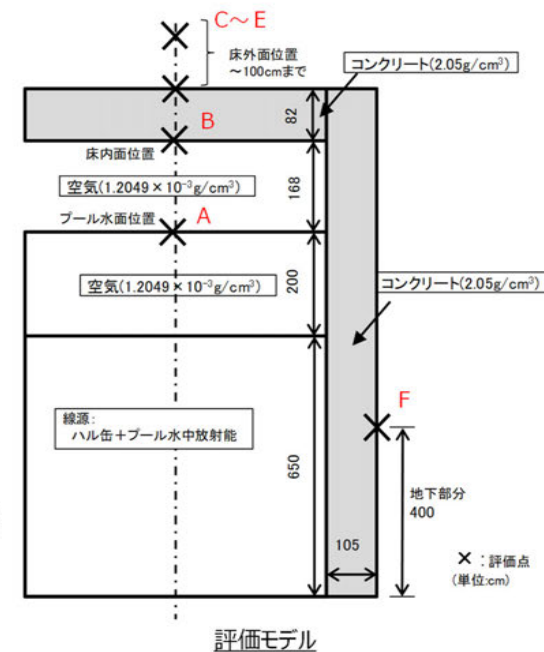 C～E
床外面位置
～100cmまで
コンクリート(2.05g/cm³)
82
B
床内面位置
空気(1.2049×10⁻³g/cm³)
168
プール水面位置
A
空気(1.2049×10⁻³g/cm³)
200
コンクリート(2.05g/cm³)
F
線源:
ハル缶+プール水中放射能
650
地下部分
400
105
×:評価点
(単位:cm)
評価モデル